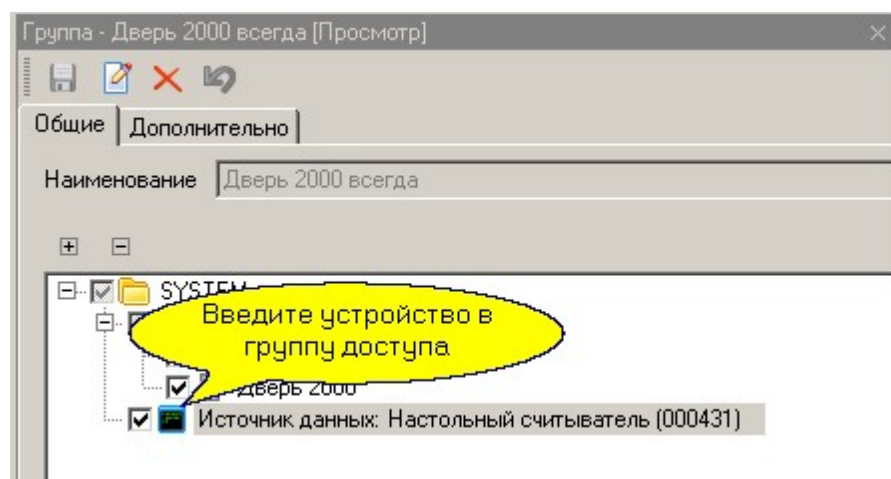 Группа - Дверь 2000 всегда [Просмотр]
Общие Дополнительно
Наименование Дверь 2000 всегда
SYSTEM
Введите устройство в
группу доступа
Дверь 2000
Источник данных: Настольный считыватель (000431)